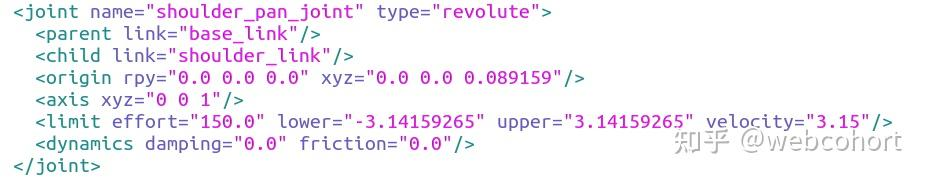 <joint name="shoulder_pan_joint" type="revolute">
<parent link="base_link"/>
<child link="shoulder_link"/>
<origin rpy="0.0 0.0 0.0" xyz="0.0 0.0 0.089159"/>
<axis xyz="0 0 1"/>
<limit effort="150.0" lower="-3.14159265" upper="3.14159265" velocity="3.15"/>
<dynamics damping="0.0" friction="0.0"/>
</joint>
知乎 @webcohort